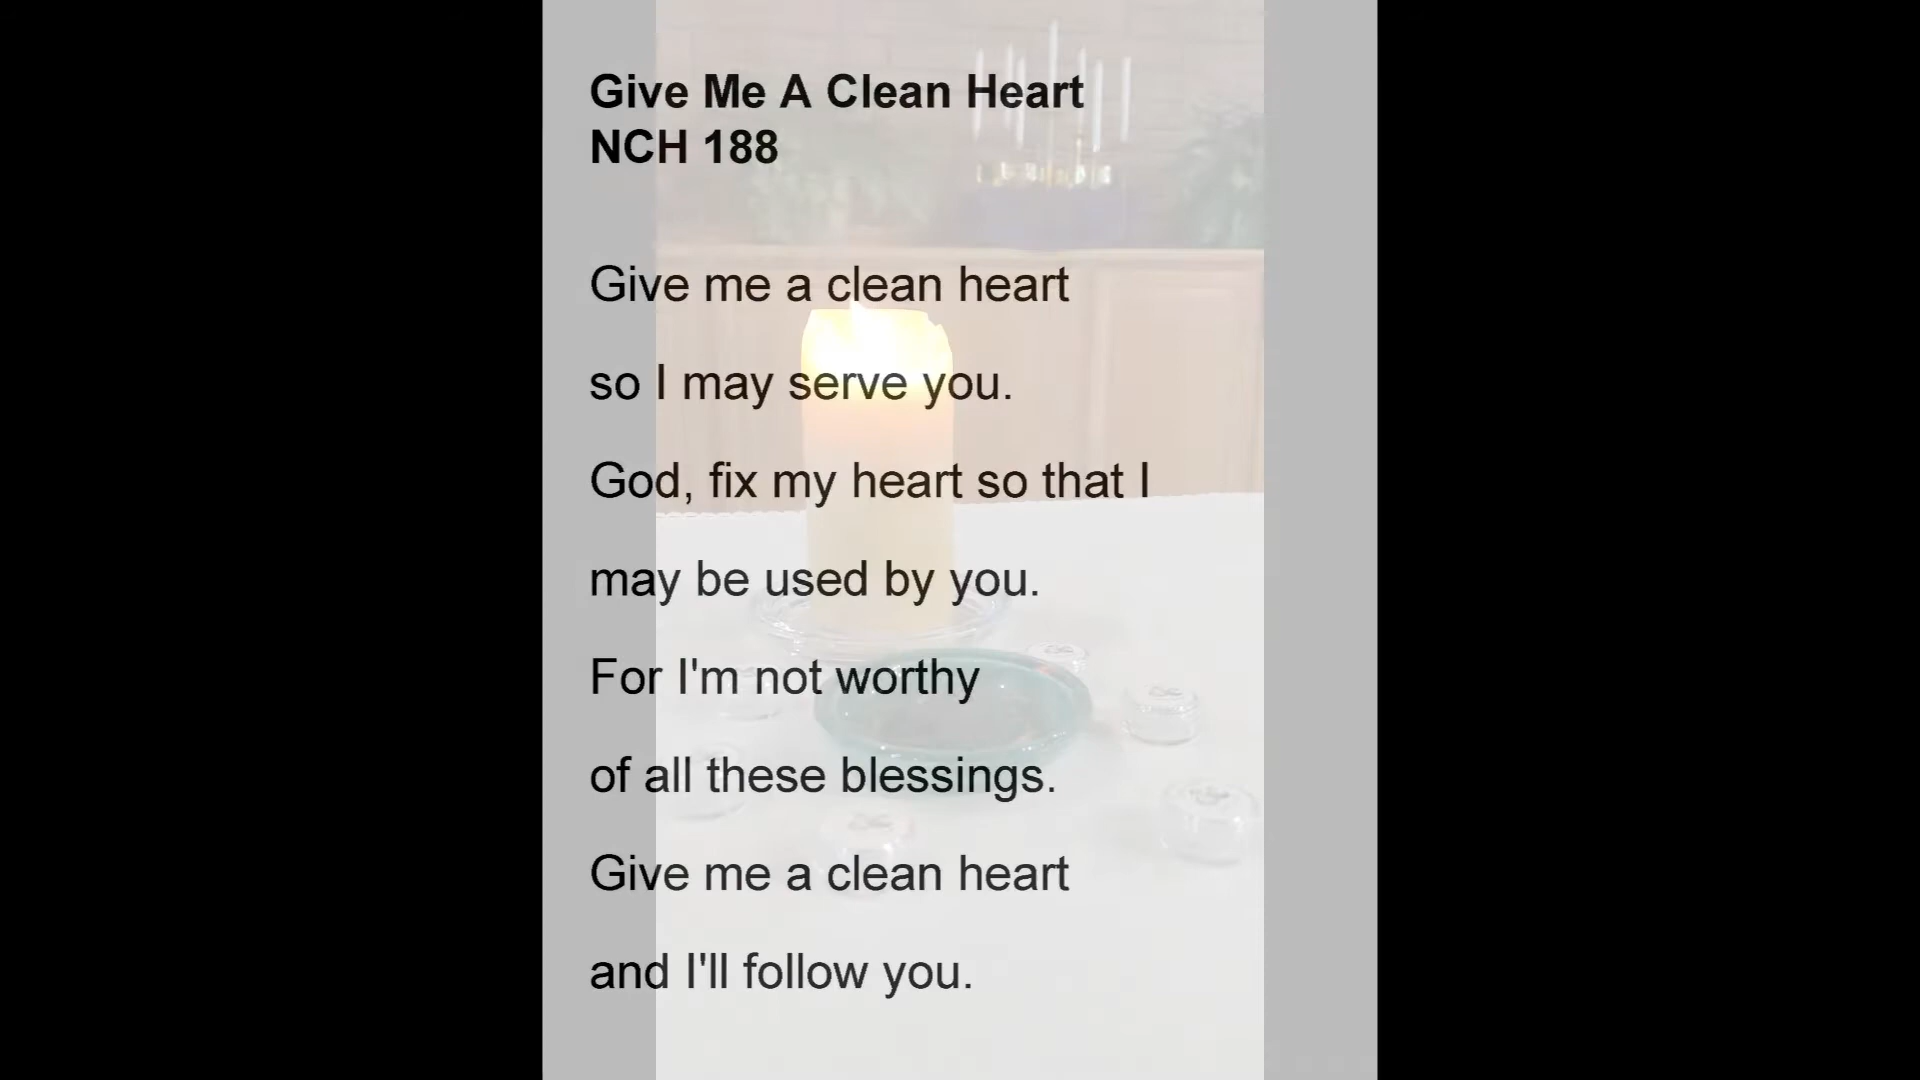 Give Me A Clean Heart
NCH 188
Give me a clean heart
so I may serve you.
God, fix my heart so that I
may be used by you.
For I'm not worthy
of all these blessings.
Give me a clean heart
and I'll follow you.